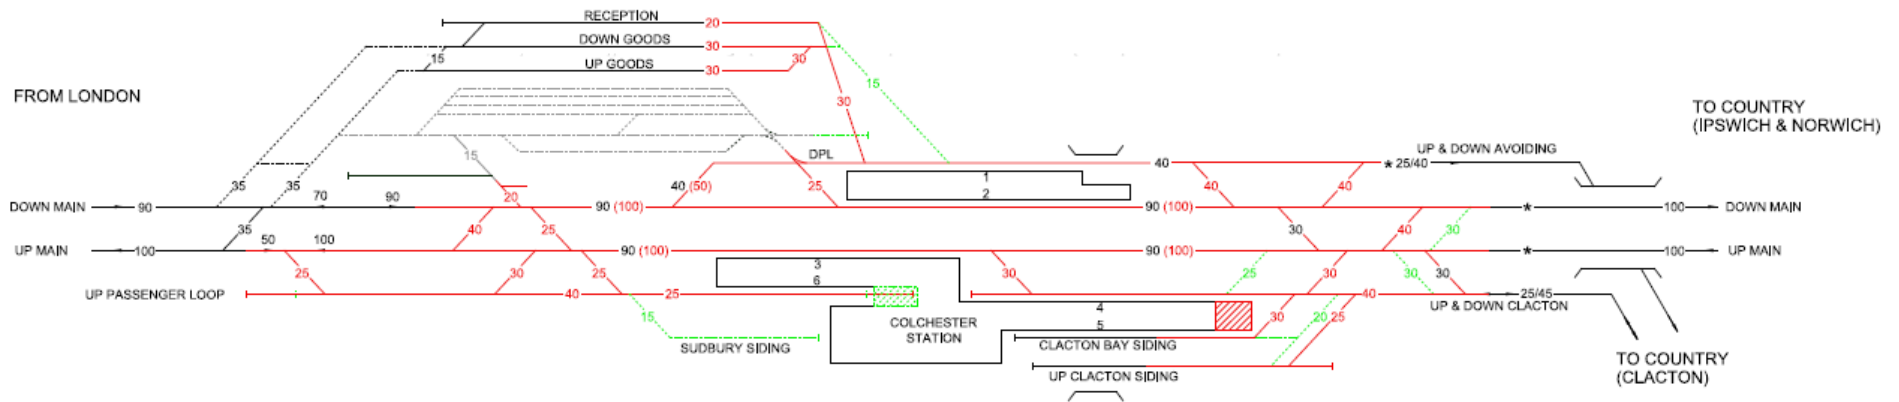 RECEPTION
20
DOWN GOODS
30
15
UP GOODS
30
30
15
FROM LONDON
30
TO COUNTRY
(IPSWICH & NORWICH)
15
DPL
40
UP & DOWN AVOIDING
* 25/40
35
35
20
40 (50)
25
1
2
40
40
DOWN MAIN
90
70
90
90 (100)
90 (100)
*
100
DOWN MAIN
35
40
25
30
40
30
UP MAIN
100
50
100
90 (100)
90 (100)
*
100
UP MAIN
25
30
25
3
6
30
25
30
30
30
UP PASSENGER LOOP
40
25
40
25/45
UP & DOWN CLACTON
15
COLCHESTER
STATION
4
5
30
20
25
SUDBURY SIDING
CLACTON BAY SIDING
UP CLACTON SIDING
TO COUNTRY
(CLACTON)